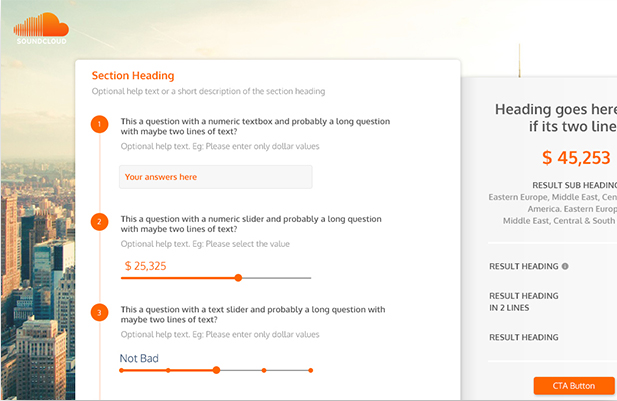 SOUNDCLOUD
Section Heading
Optional help text or a short description of the section heading
1
This a question with a numeric textbox and probably a long question
with maybe two lines of text?
Optional help text. Eg: Please enter only dollar values
Your answers here
2
This a question with a numeric slider and probably a long question
with maybe two lines of text?
Optional help text. Eg: Please select the value
$ 25,325
3
This a question with a text slider and probably a long question with
maybe two lines of text?
Optional help text. Eg: Please enter only dollar values
Not Bad
Heading goes here
if its two line
$ 45,253
RESULT SUB HEADING
Eastern Europe, Middle East, Cen
America. Eastern Europ
Middle East, Central & South
RESULT HEADING
RESULT HEADING
IN 2 LINES
RESULT HEADING
CTA Button